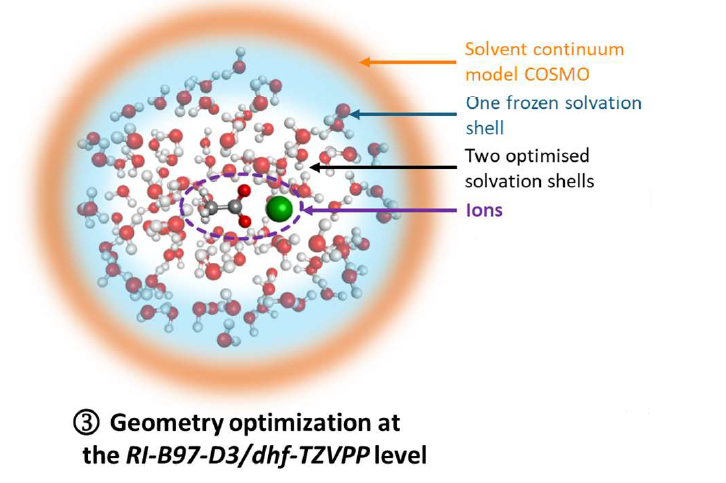 Solvent continuum
model COSMO
One frozen solvation
shell
Two optimised
solvation shells
Ions
③ Geometry optimization at
the RI-B97-D3/dhf-TZVPP level